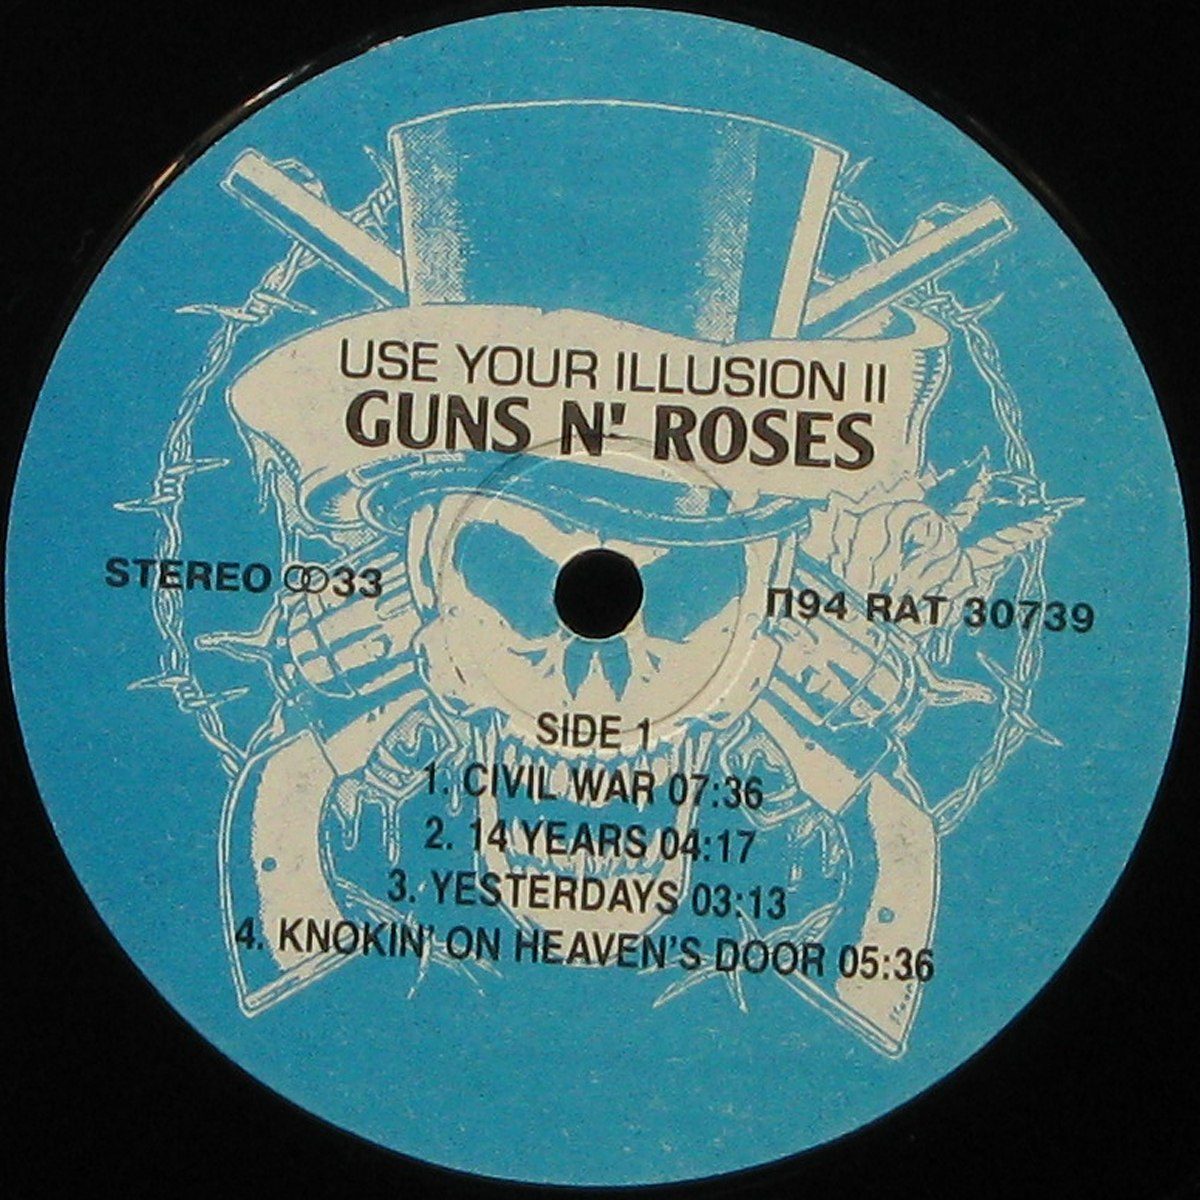 USE YOUR ILLUSION II
GUNS N' ROSES
STEREO 33
П94 RAT 30739
SIDE 1
1. CIVIL WAR 07:36
2. 14 YEARS 04:17
3. YESTERDAYS 03:13
4. KNOKIN' ON HEAVEN'S DOOR 05:36